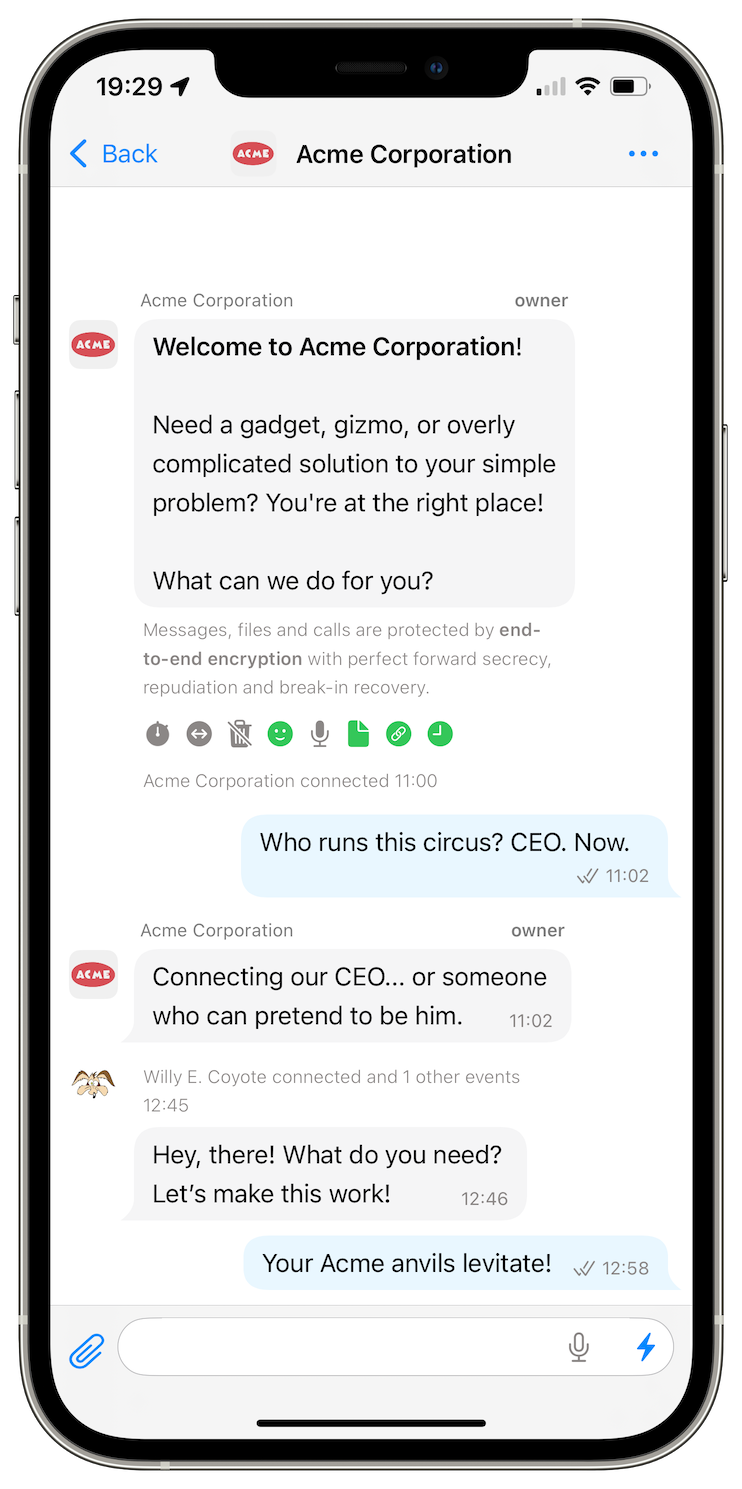 19:29
Back
ACME
Acme Corporation
Acme Corporation owner
ACME
Welcome to Acme Corporation!
Need a gadget, gizmo, or overly
complicated solution to your simple
problem? You're at the right place!
What can we do for you?
Messages, files and calls are protected by end-
to-end encryption with perfect forward secrecy,
repudiation and break-in recovery.
Acme Corporation connected 11:00
Who runs this circus? CEO. Now.
11:02
Acme Corporation owner
ACME
Connecting our CEO... or someone
who can pretend to be him. 11:02
Willy E. Coyote connected and 1 other events
12:45
Hey, there! What do you need?
Let’s make this work! 12:46
Your Acme anvils levitate! 12:58